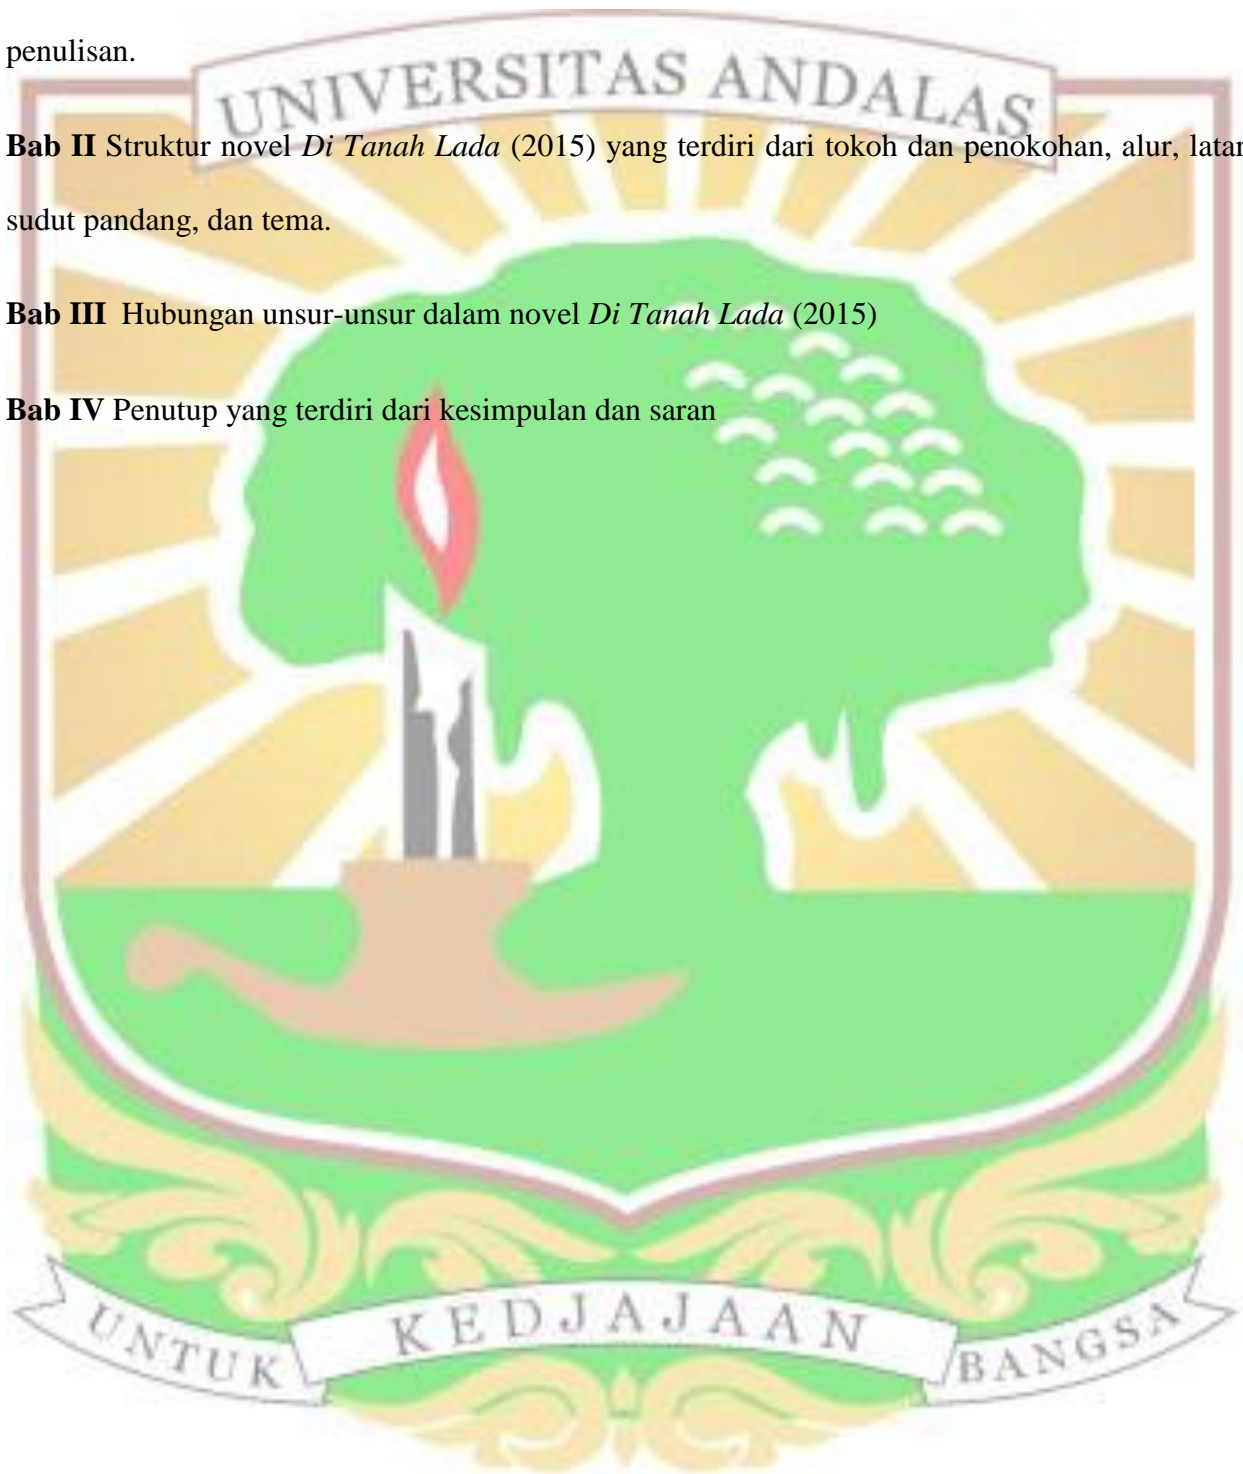 penulisan.
UNIVERSITAS ANDALAS
Bab II Struktur novel Di Tanah Lada (2015) yang terdiri dari tokoh dan penokohan, alur, latar
sudut pandang, dan tema.
Bab III Hubungan unsur-unsur dalam novel Di Tanah Lada (2015)
Bab IV Penutup yang terdiri dari kesimpulan dan saran
UNTUK KEDJAJAAN BANGSA